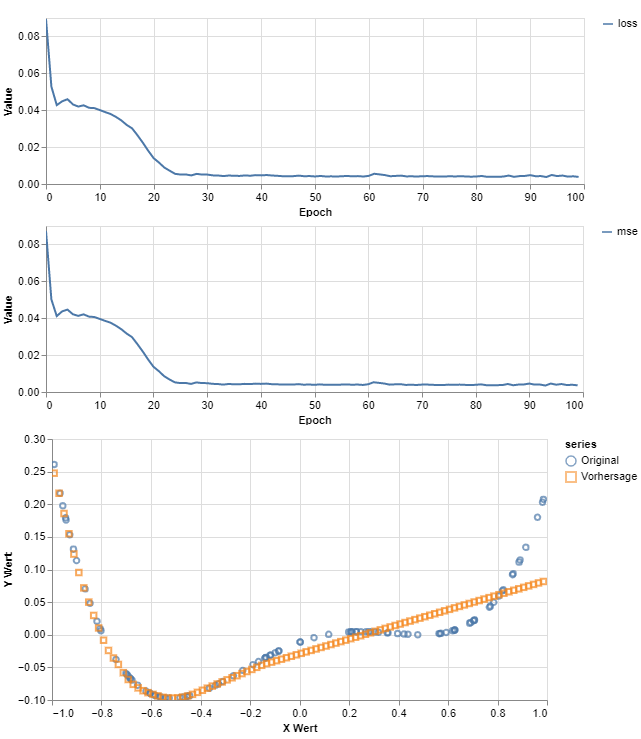 0.08
0.06
0.04
0.02
0.00
Value
0 10 20 30 40 50 60 70 80 90 100
Epoch
loss
0.08
0.06
0.04
0.02
0.00
Value
0 10 20 30 40 50 60 70 80 90 100
Epoch
mse
0.30
0.25
0.20
0.15
0.10
0.05
0.00
−0.05
−0.10
Y Wert
−1.0 −0.8 −0.6 −0.4 −0.2 0.0 0.2 0.4 0.6 0.8 1.0
X Wert
series
Original
Vorhersage